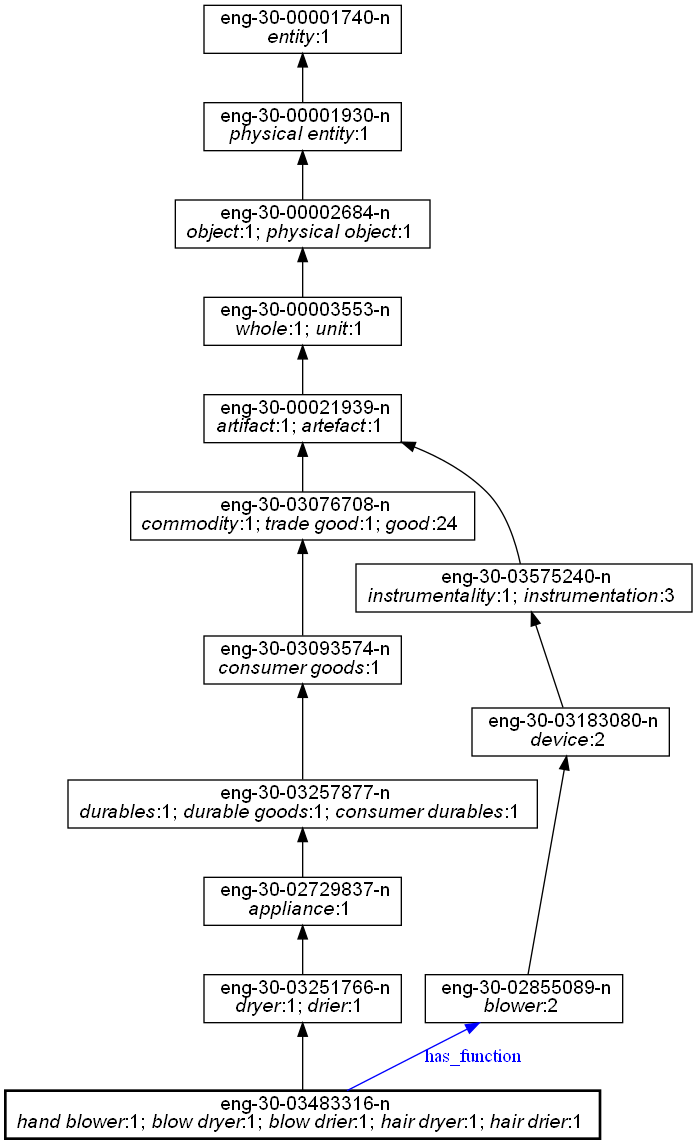 eng-30-00001740-n
entity:1
eng-30-00001930-n
physical entity:1
eng-30-00002684-n
object:1; physical object:1
eng-30-00003553-n
whole:1; unit:1
eng-30-00021939-n
artifact:1; artefact:1
eng-30-03076708-n
commodity:1; trade good:1; good:24
eng-30-03575240-n
instrumentality:1; instrumentation:3
eng-30-03093574-n
consumer goods:1
eng-30-03183080-n
device:2
eng-30-03257877-n
durables:1; durable goods:1; consumer durables:1
eng-30-02729837-n
appliance:1
eng-30-03251766-n
dryer:1; drier:1
eng-30-02855089-n
blower:2
has_function
eng-30-03483316-n
hand blower:1; blow dryer:1; blow drier:1; hair dryer:1; hair drier:1